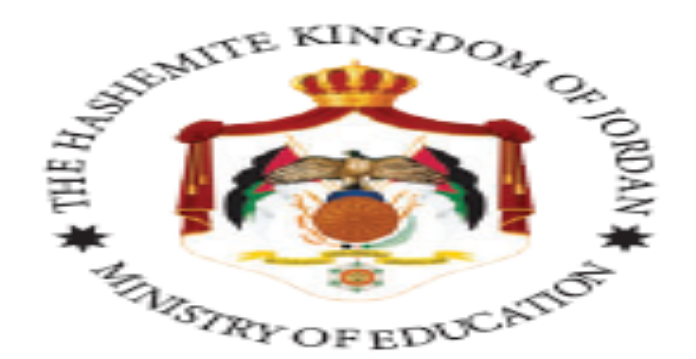 THE HASHEMITE KINGDOM OF JORDAN
MINISTRY OF EDUCATION